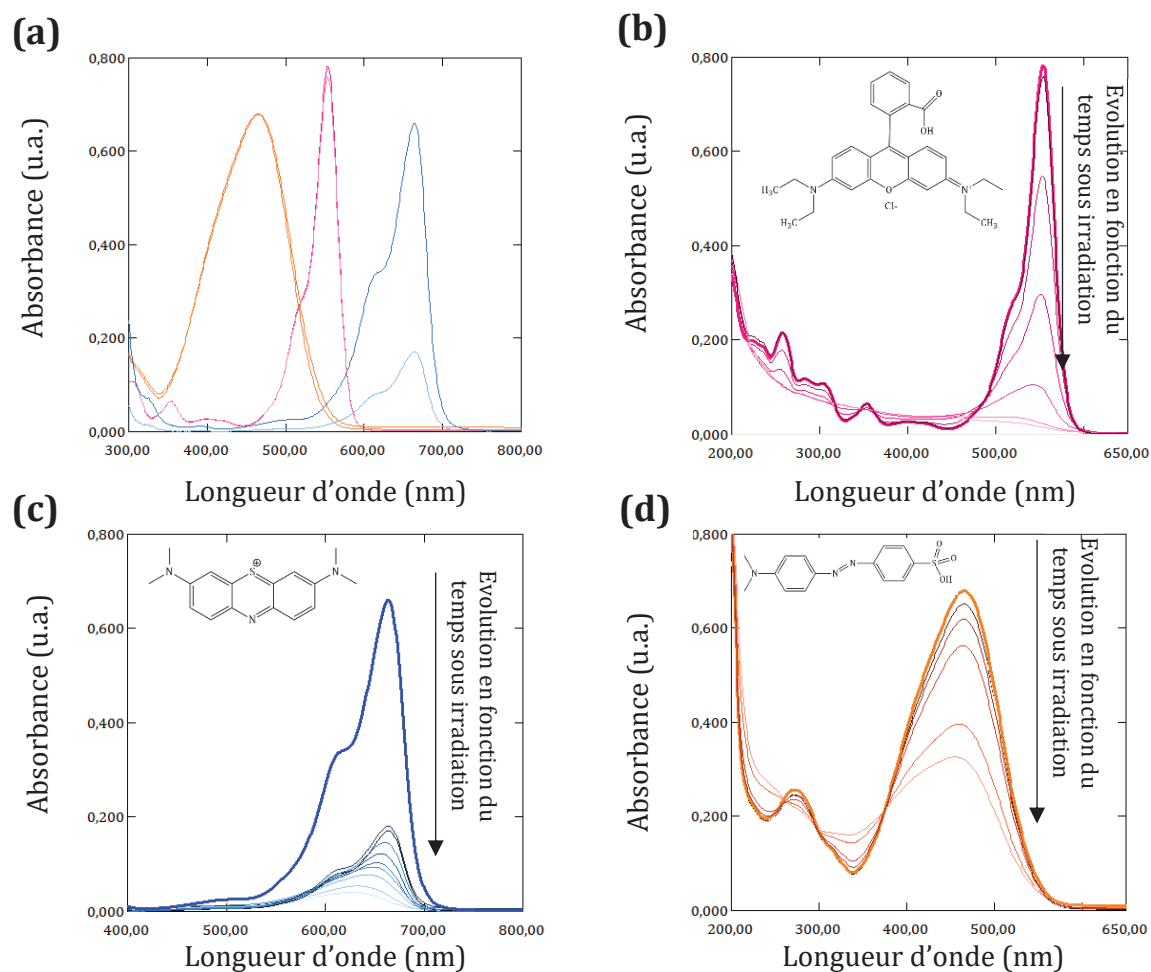 (a)
Absorbance (u.a.)
0,800
0,600
0,400
0,200
0,000
300,00 400,00 500,00 600,00 700,00 800,00
Longueur d'onde (nm)
(b)
Absorbance (u.a.)
0,800
0,600
0,400
0,200
0,000
200,00 300,00 400,00 500,00 650,00
Longueur d'onde (nm)
O
OH
N
H₃C
H₃C
O
Cl-
N
CH₃
Evolution en fonction du
temps sous irradiation
(c)
Absorbance (u.a.)
0,800
0,600
0,400
0,200
0,000
400,00 500,00 600,00 700,00 800,00
Longueur d'onde (nm)
N
S
⊕
N
N
Evolution en fonction du
temps sous irradiation
(d)
Absorbance (u.a.)
0,800
0,600
0,400
0,200
0,000
200,00 300,00 400,00 500,00 650,00
Longueur d'onde (nm)
N
N
N
O
S
O
OH
Evolution en fonction du
temps sous irradiation